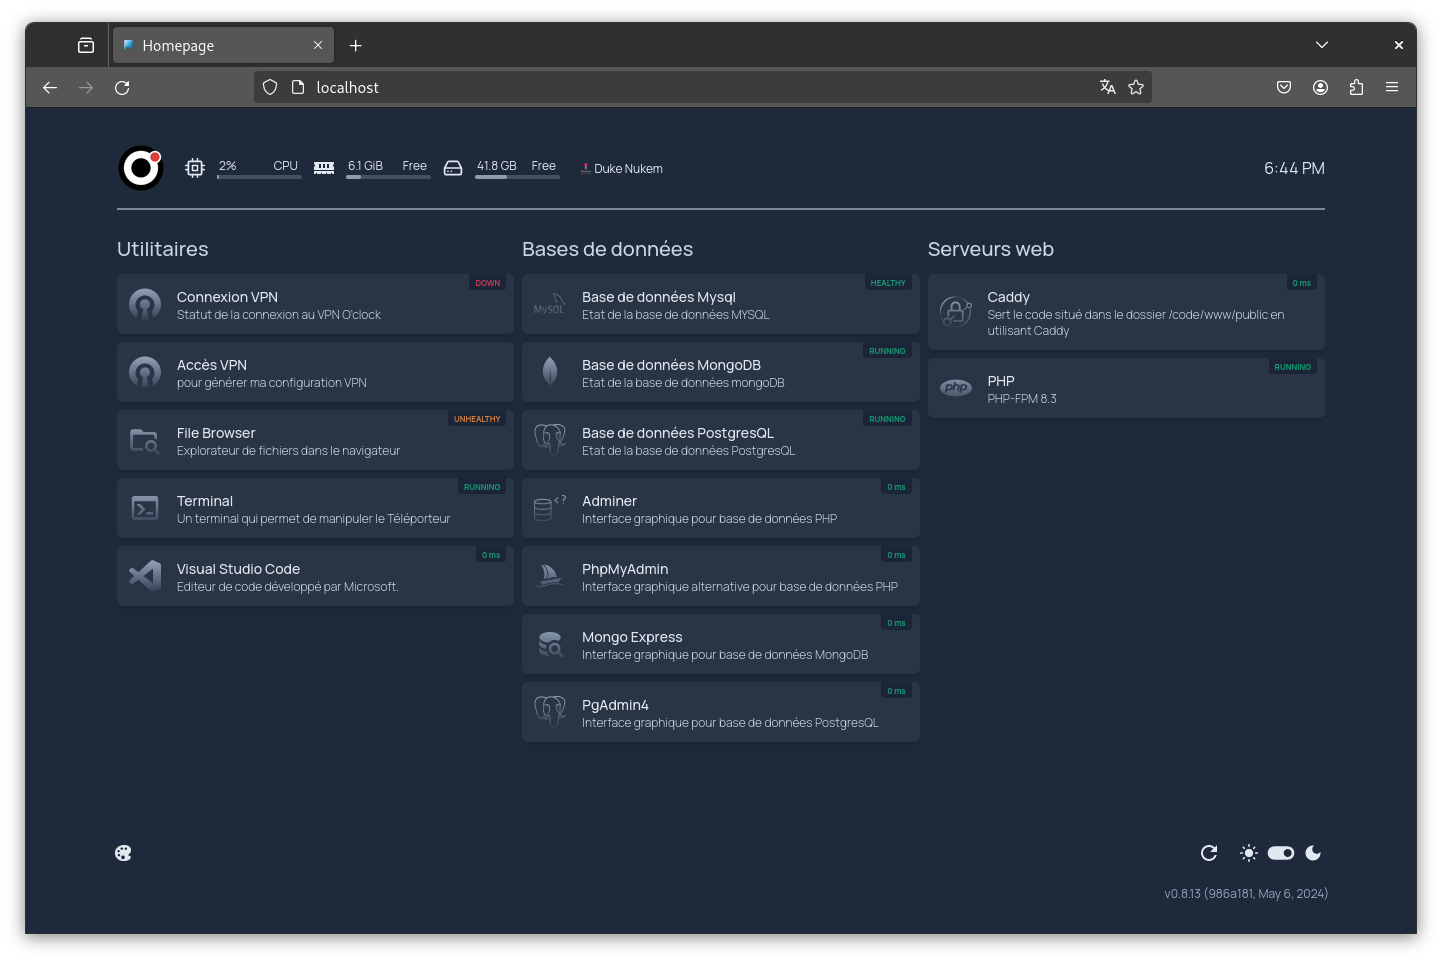 Homepage
localhost
2% CPU
6.1 GiB Free
41.8 GB Free
Duke Nukem
6:44 PM
Utilitaires
DOWN
Connexion VPN
Statut de la connexion au VPN O'clock
Accès VPN
pour générer ma configuration VPN
UNHEALTHY
File Browser
Explorateur de fichiers dans le navigateur
RUNNING
Terminal
Un terminal qui permet de manipuler le Téléporteur
0 ms
Visual Studio Code
Editeur de code développé par Microsoft.
Bases de données
HEALTHY
MySQL
Base de données Mysql
Etat de la base de données MYSQL
RUNNING
Base de données MongoDB
Etat de la base de données mongoDB
RUNNING
Base de données PostgresQL
Etat de la base de données PostgresQL
0 ms
<?
Adminer
Interface graphique pour base de données PHP
0 ms
PhpMyAdmin
Interface graphique alternative pour base de données PHP
0 ms
Mongo Express
Interface graphique pour base de données MongoDB
0 ms
PgAdmin4
Interface graphique pour base de données PostgresQL
Serveurs web
0 ms
Caddy
Sert le code situé dans le dossier /code/www/public en
utilisant Caddy
RUNNING
php
PHP
PHP-FPM 8.3
v0.8.13 (986a181, May 6, 2024)